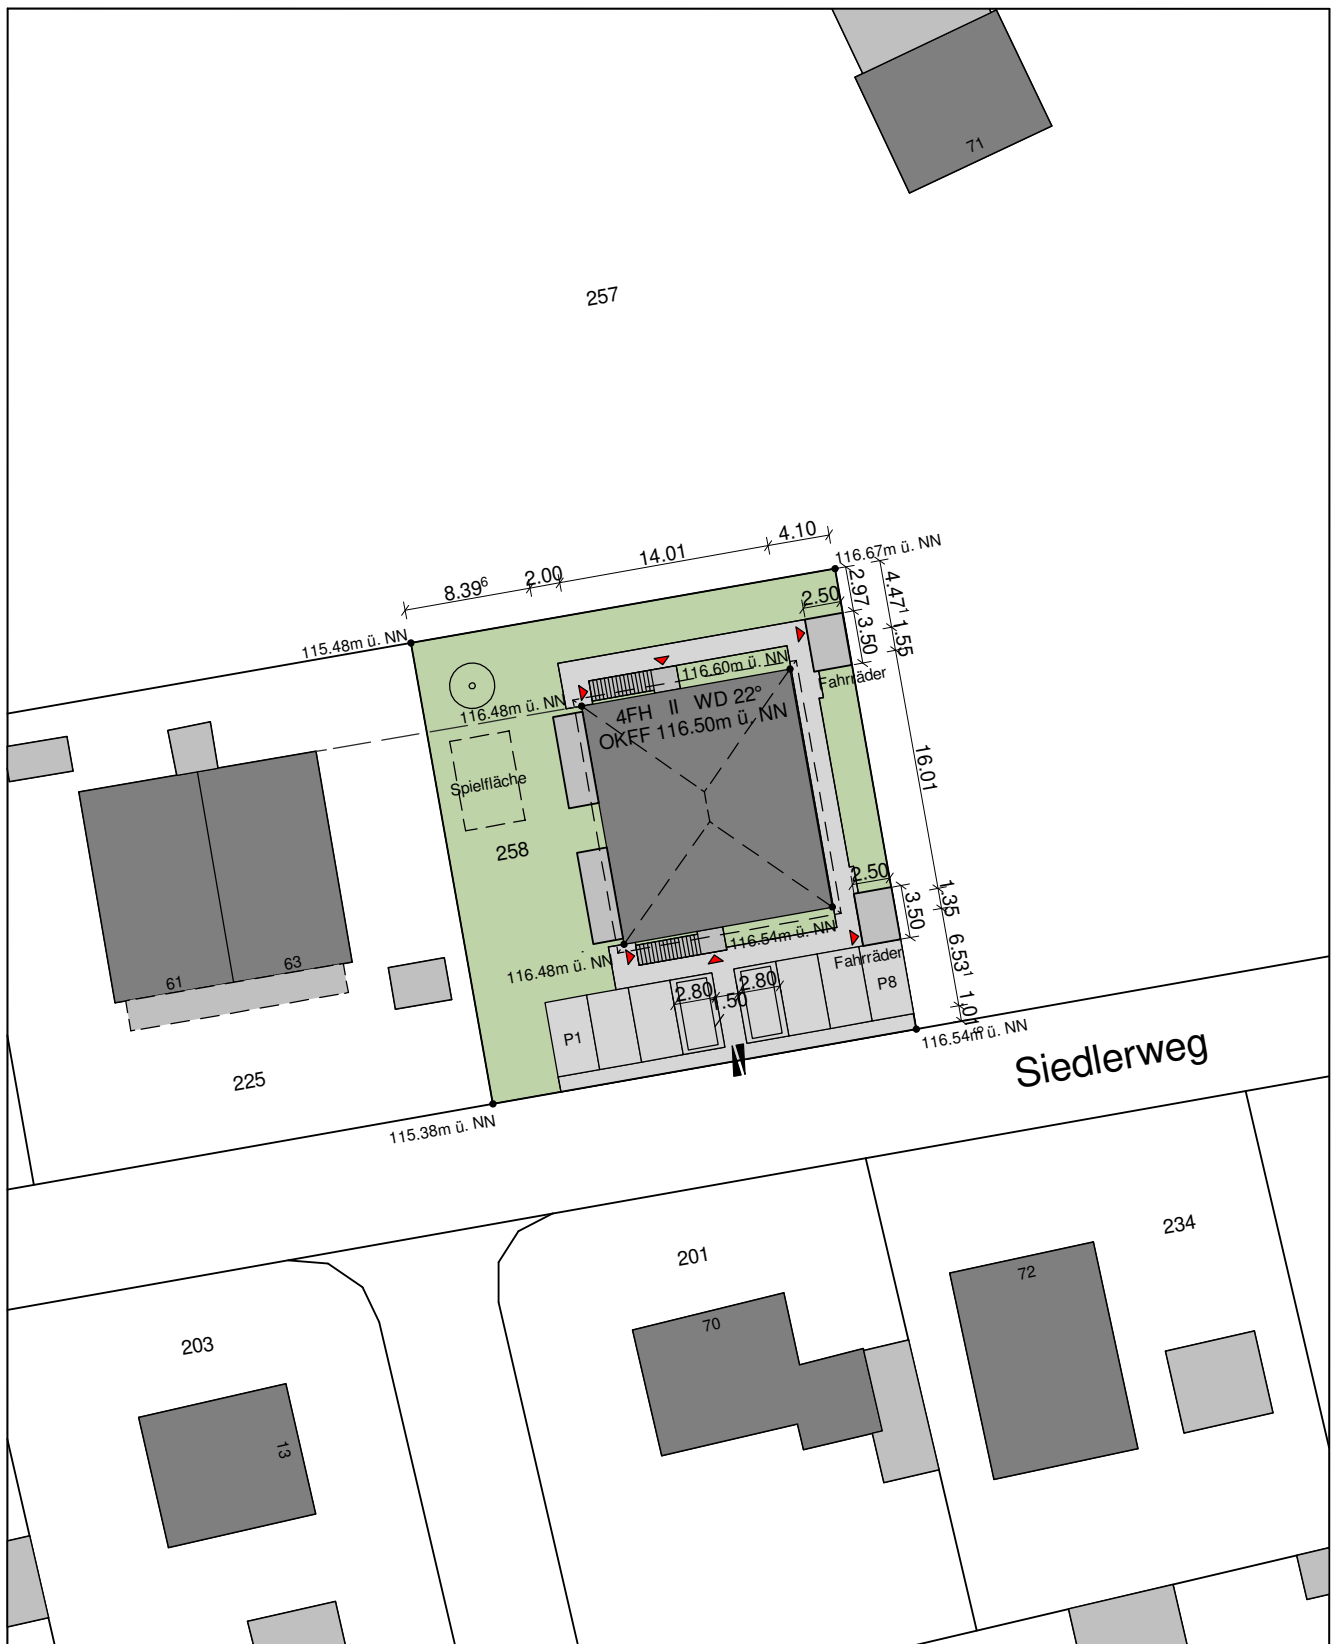 71
257
4.10
14.01
2.00
8.39⁶
116.67m ü. NN
115.48m ü. NN
2.97
4.47¹
2.50
3.50
1.55
116.60m ü. NN
Fahrräder
116.48m ü. NN
4FH II WD 22°
OKFF 116.50m ü. NN
16.01
Spielfläche
258
2.50
1.35
3.50
116.54m ü. NN
6.53¹
Fahrräder
116.48m ü. NN
63
61
2.80
2.80
1.50
P8
P1
1.01⁸
116.54m ü. NN
Siedlerweg
225
115.38m ü. NN
234
201
72
70
203
13